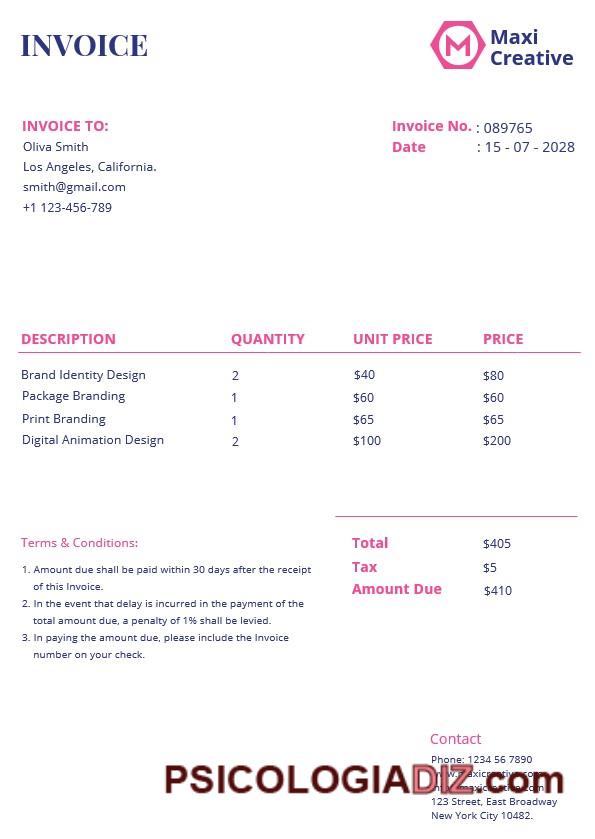 INVOICE
Maxi
Creative
INVOICE TO:
Oliva Smith
Los Angeles, California.
smith@gmail.com
+1 123-456-789
Invoice No. : 089765
Date : 15 - 07 - 2028
DESCRIPTION QUANTITY UNIT PRICE PRICE
Brand Identity Design 2 $40 $80
Package Branding 1 $60 $60
Print Branding 1 $65 $65
Digital Animation Design 2 $100 $200
Total $405
Tax $5
Amount Due $410
Terms & Conditions:
1. Amount due shall be paid within 30 days after the receipt
of this Invoice.
2. In the event that delay is incurred in the payment of the
total amount due, a penalty of 1% shall be levied.
3. In paying the amount due, please include the Invoice
number on your check.
Contact
Phone: 1234 56 7890
PSICOLOGIADIZ.com
123 Street, East Broadway
New York City 10482.